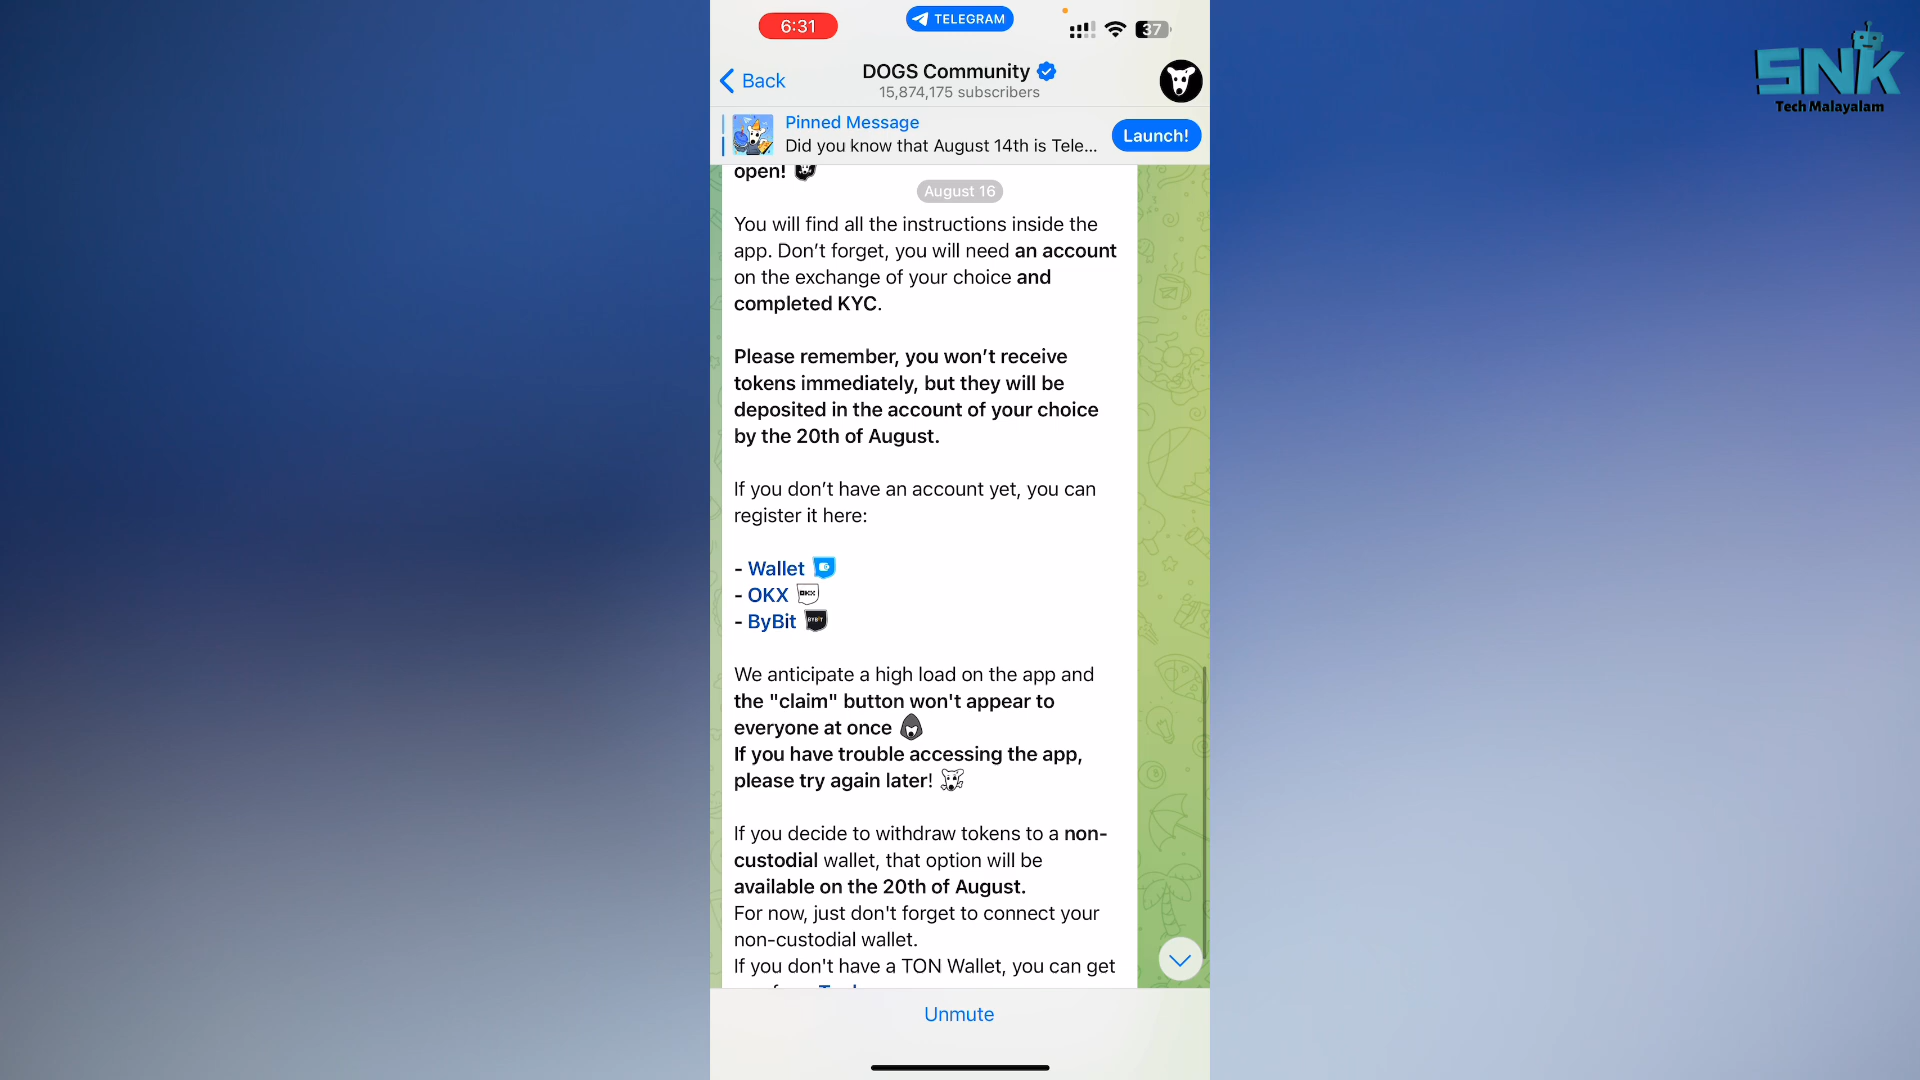 6:31
TELEGRAM
37
SNK
Tech Malayalam
Back
DOGS Community
15,874,175 subscribers
Pinned Message
Did you know that August 14th is Tele...
Launch!
open!
August 16
You will find all the instructions inside the
app. Don’t forget, you will need an account
on the exchange of your choice and
completed KYC.
Please remember, you won’t receive
tokens immediately, but they will be
deposited in the account of your choice
by the 20th of August.
If you don’t have an account yet, you can
register it here:
- Wallet
- OKX OKX
- ByBit BYBIT
We anticipate a high load on the app and
the "claim" button won't appear to
everyone at once
If you have trouble accessing the app,
please try again later!
If you decide to withdraw tokens to a non-
custodial wallet, that option will be
available on the 20th of August.
For now, just don't forget to connect your
non-custodial wallet.
If you don't have a TON Wallet, you can get
Unmute